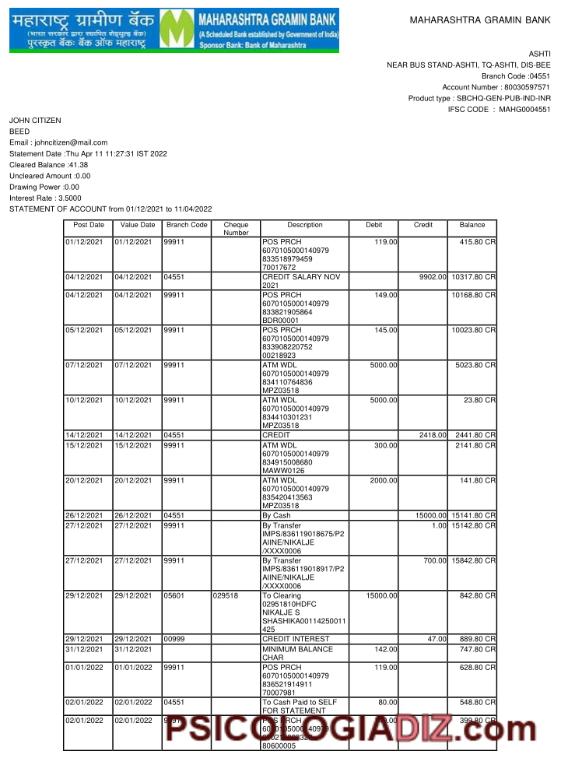 महाराष्ट्र ग्रामीण बैंक
(भारत सरकार द्वारा स्थापित शेड्युल्ड बैंक)
पुरस्कृत बैंक: बैंक ऑफ महाराष्ट्र
MAHARASHTRA GRAMIN BANK
(A Scheduled Bank established by Government of India)
Sponsor Bank: Bank of Maharashtra
MAHARASHTRA GRAMIN BANK
ASHTI
NEAR BUS STAND-ASHTI, TQ-ASHTI, DIS-BEE
Branch Code :04551
Account Number : 80030597571
Product type : SBCHQ-GEN-PUB-IND-INR
IFSC CODE : MAHG0004551
JOHN CITIZEN
BEED
Email : johncitizen@mail.com
Statement Date :Thu Apr 11 11:27:31 IST 2022
Cleared Balance :41.38
Uncleared Amount :0.00
Drawing Power :0.00
Interest Rate : 3.5000
STATEMENT OF ACCOUNT from 01/12/2021 to 11/04/2022
Post Date Value Date Branch Code Cheque Description Debit Credit Balance
Number
01/12/2021 01/12/2021 99911 POS PRCH 119.00 415.80 CR
6070105000140979
833518979459
70017672
04/12/2021 04/12/2021 04551 CREDIT SALARY NOV 9902.00 10317.80 CR
2021
04/12/2021 04/12/2021 99911 POS PRCH 149.00 10168.80 CR
6070105000140979
833821905864
BDR00001
05/12/2021 05/12/2021 99911 POS PRCH 145.00 10023.80 CR
6070105000140979
833908220752
00218923
07/12/2021 07/12/2021 99911 ATM WDL 5000.00 5023.80 CR
6070105000140979
834110764836
MPZ03518
10/12/2021 10/12/2021 99911 ATM WDL 5000.00 23.80 CR
6070105000140979
834410301231
MPZ03518
14/12/2021 14/12/2021 04551 CREDIT 2418.00 2441.80 CR
15/12/2021 15/12/2021 99911 ATM WDL 300.00 2141.80 CR
6070105000140979
834915008680
MAWW0126
20/12/2021 20/12/2021 99911 ATM WDL 2000.00 141.80 CR
6070105000140979
835420413563
MPZ03518
26/12/2021 26/12/2021 04551 By Cash 15000.00 15141.80 CR
27/12/2021 27/12/2021 99911 By Transfer 1.00 15142.80 CR
IMPS/836119018675/P2
AIINE/NIKALJE
/XXXX0006
27/12/2021 27/12/2021 99911 By Transfer 700.00 15842.80 CR
IMPS/836119018917/P2
AIINE/NIKALJE
/XXXX0006
29/12/2021 29/12/2021 05601 029518 To Clearing 15000.00 842.80 CR
02951810HDFC
NIKALJE S
SHASHIKA00114250011
425
29/12/2021 29/12/2021 00999 CREDIT INTEREST 47.00 889.80 CR
31/12/2021 31/12/2021 MINIMUM BALANCE 142.00 747.80 CR
CHAR
01/01/2022 01/01/2022 99911 POS PRCH 119.00 628.80 CR
6070105000140979
836521914911
70007981
02/01/2022 02/01/2022 04551 To Cash Paid to SELF 80.00 548.80 CR
FOR STATEMENT
02/01/2022 02/01/2022 POS PRCH
80600005
PSICOLOGIADIZ.com